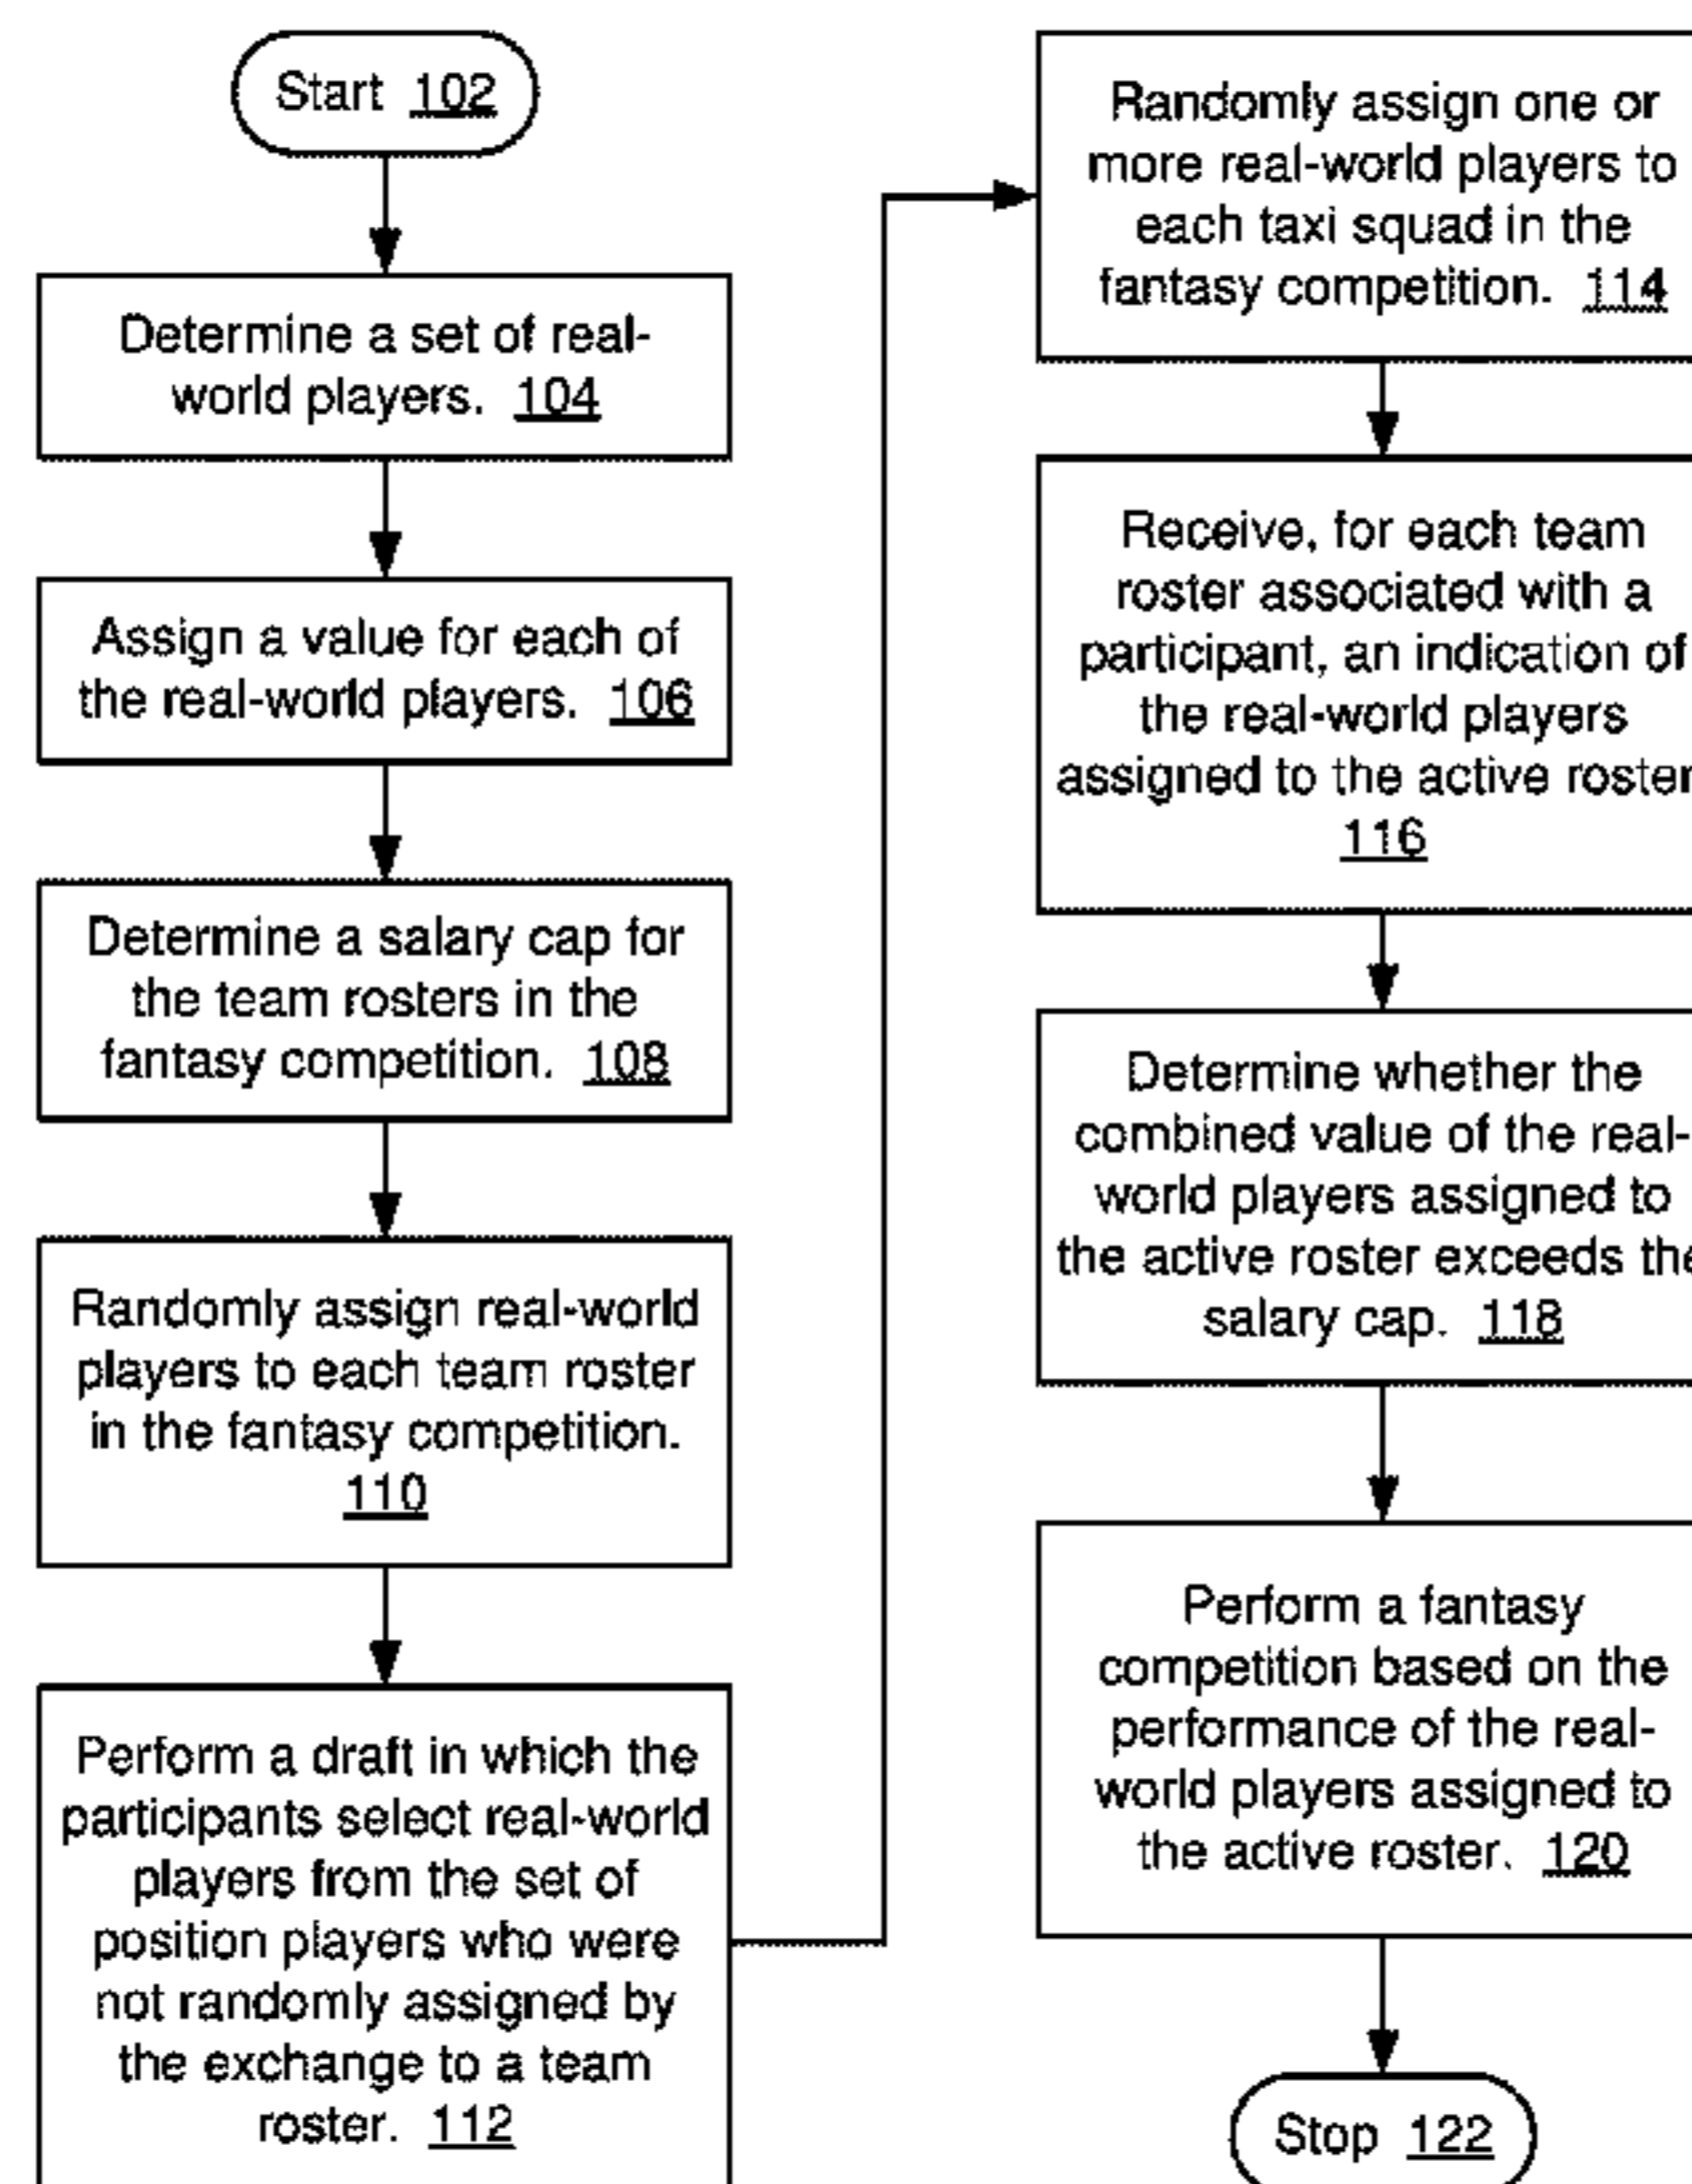 Start 102
Determine a set of real-
world players. 104
Assign a value for each of
the real-world players. 106
Determine a salary cap for
the team rosters in the
fantasy competition. 108
Randomly assign real-world
players to each team roster
in the fantasy competition.
110
Perform a draft in which the
participants select real-world
players from the set of
position players who were
not randomly assigned by
the exchange to a team
roster. 112
Randomly assign one or
more real-world players to
each taxi squad in the
fantasy competition. 114
Receive, for each team
roster associated with a
participant, an indication of
the real-world players
assigned to the active roster
116
Determine whether the
combined value of the real-
world players assigned to
the active roster exceeds the
salary cap. 118
Perform a fantasy
competition based on the
performance of the real-
world players assigned to
the active roster. 120
Stop 122